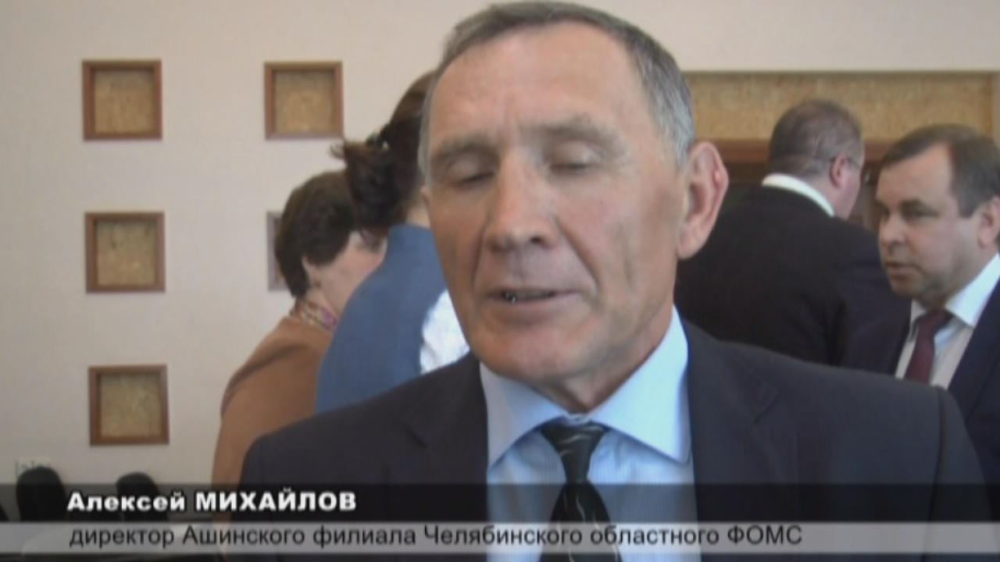 Алексей МИХАЙЛОВ
директор Ашинского филиала Челябинского областного ФОМС